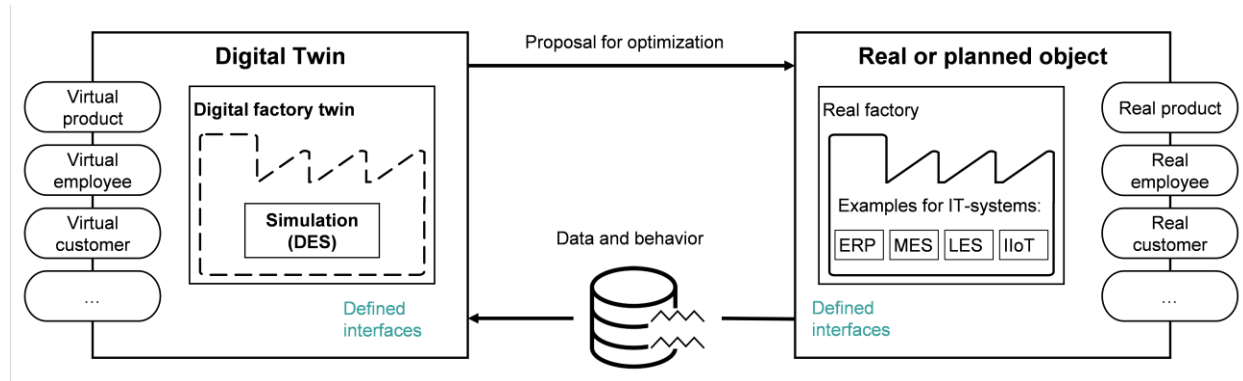 Digital Twin
Virtual
product
Virtual
employee
Virtual
customer
...
Digital factory twin
Simulation
(DES)
Defined
interfaces
Proposal for optimization
Data and behavior
Real or planned object
Real factory
Examples for IT-systems:
ERP MES LES IIoT
Defined
interfaces
Real product
Real
employee
Real
customer
...